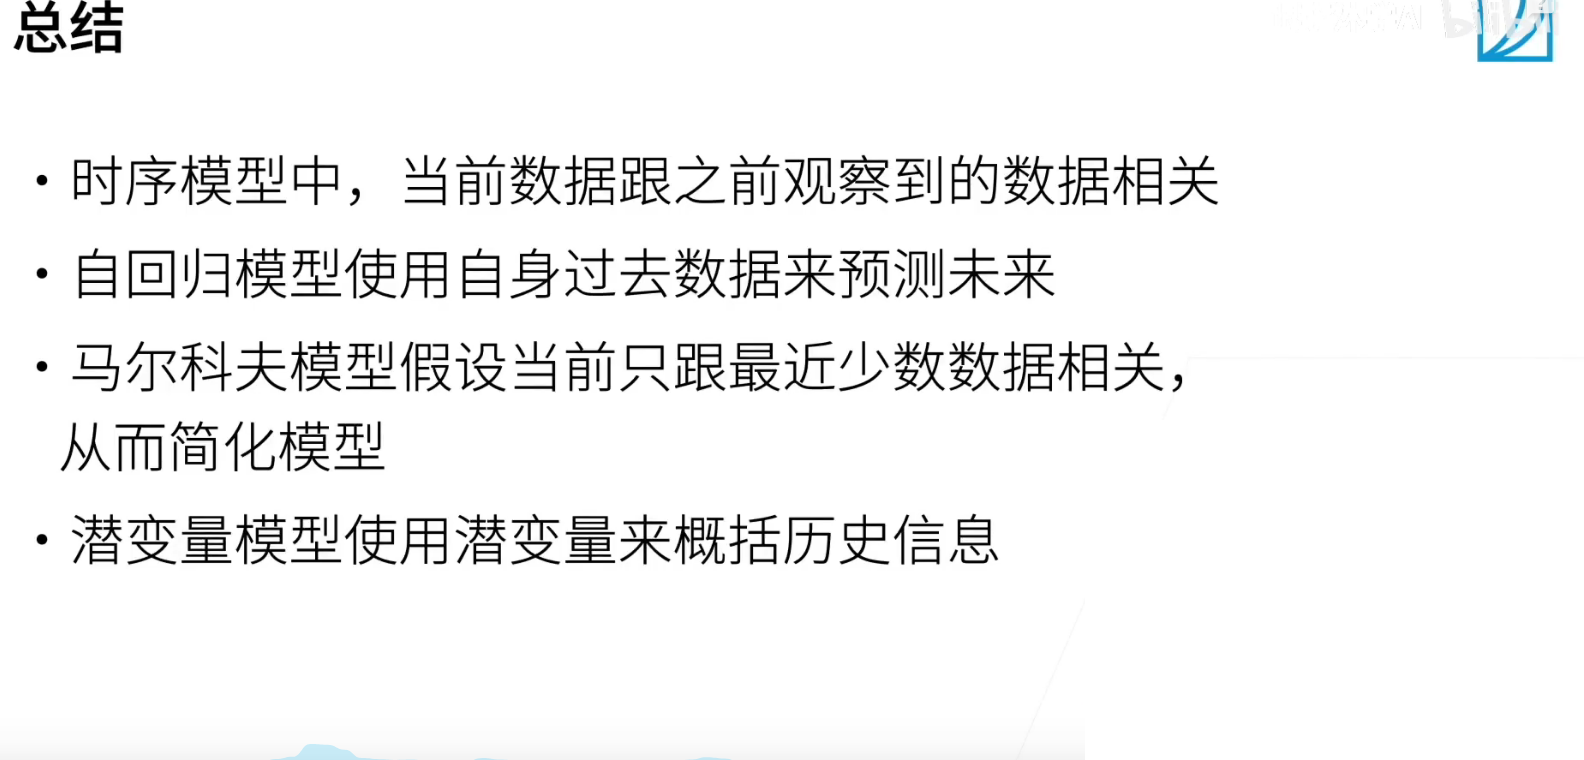 总结
• 时序模型中，当前数据跟之前观察到的数据相关
• 自回归模型使用自身过去数据来预测未来
• 马尔科夫模型假设当前只跟最近少数数据相关，
从而简化模型
• 潜变量模型使用潜变量来概括历史信息
bilibili